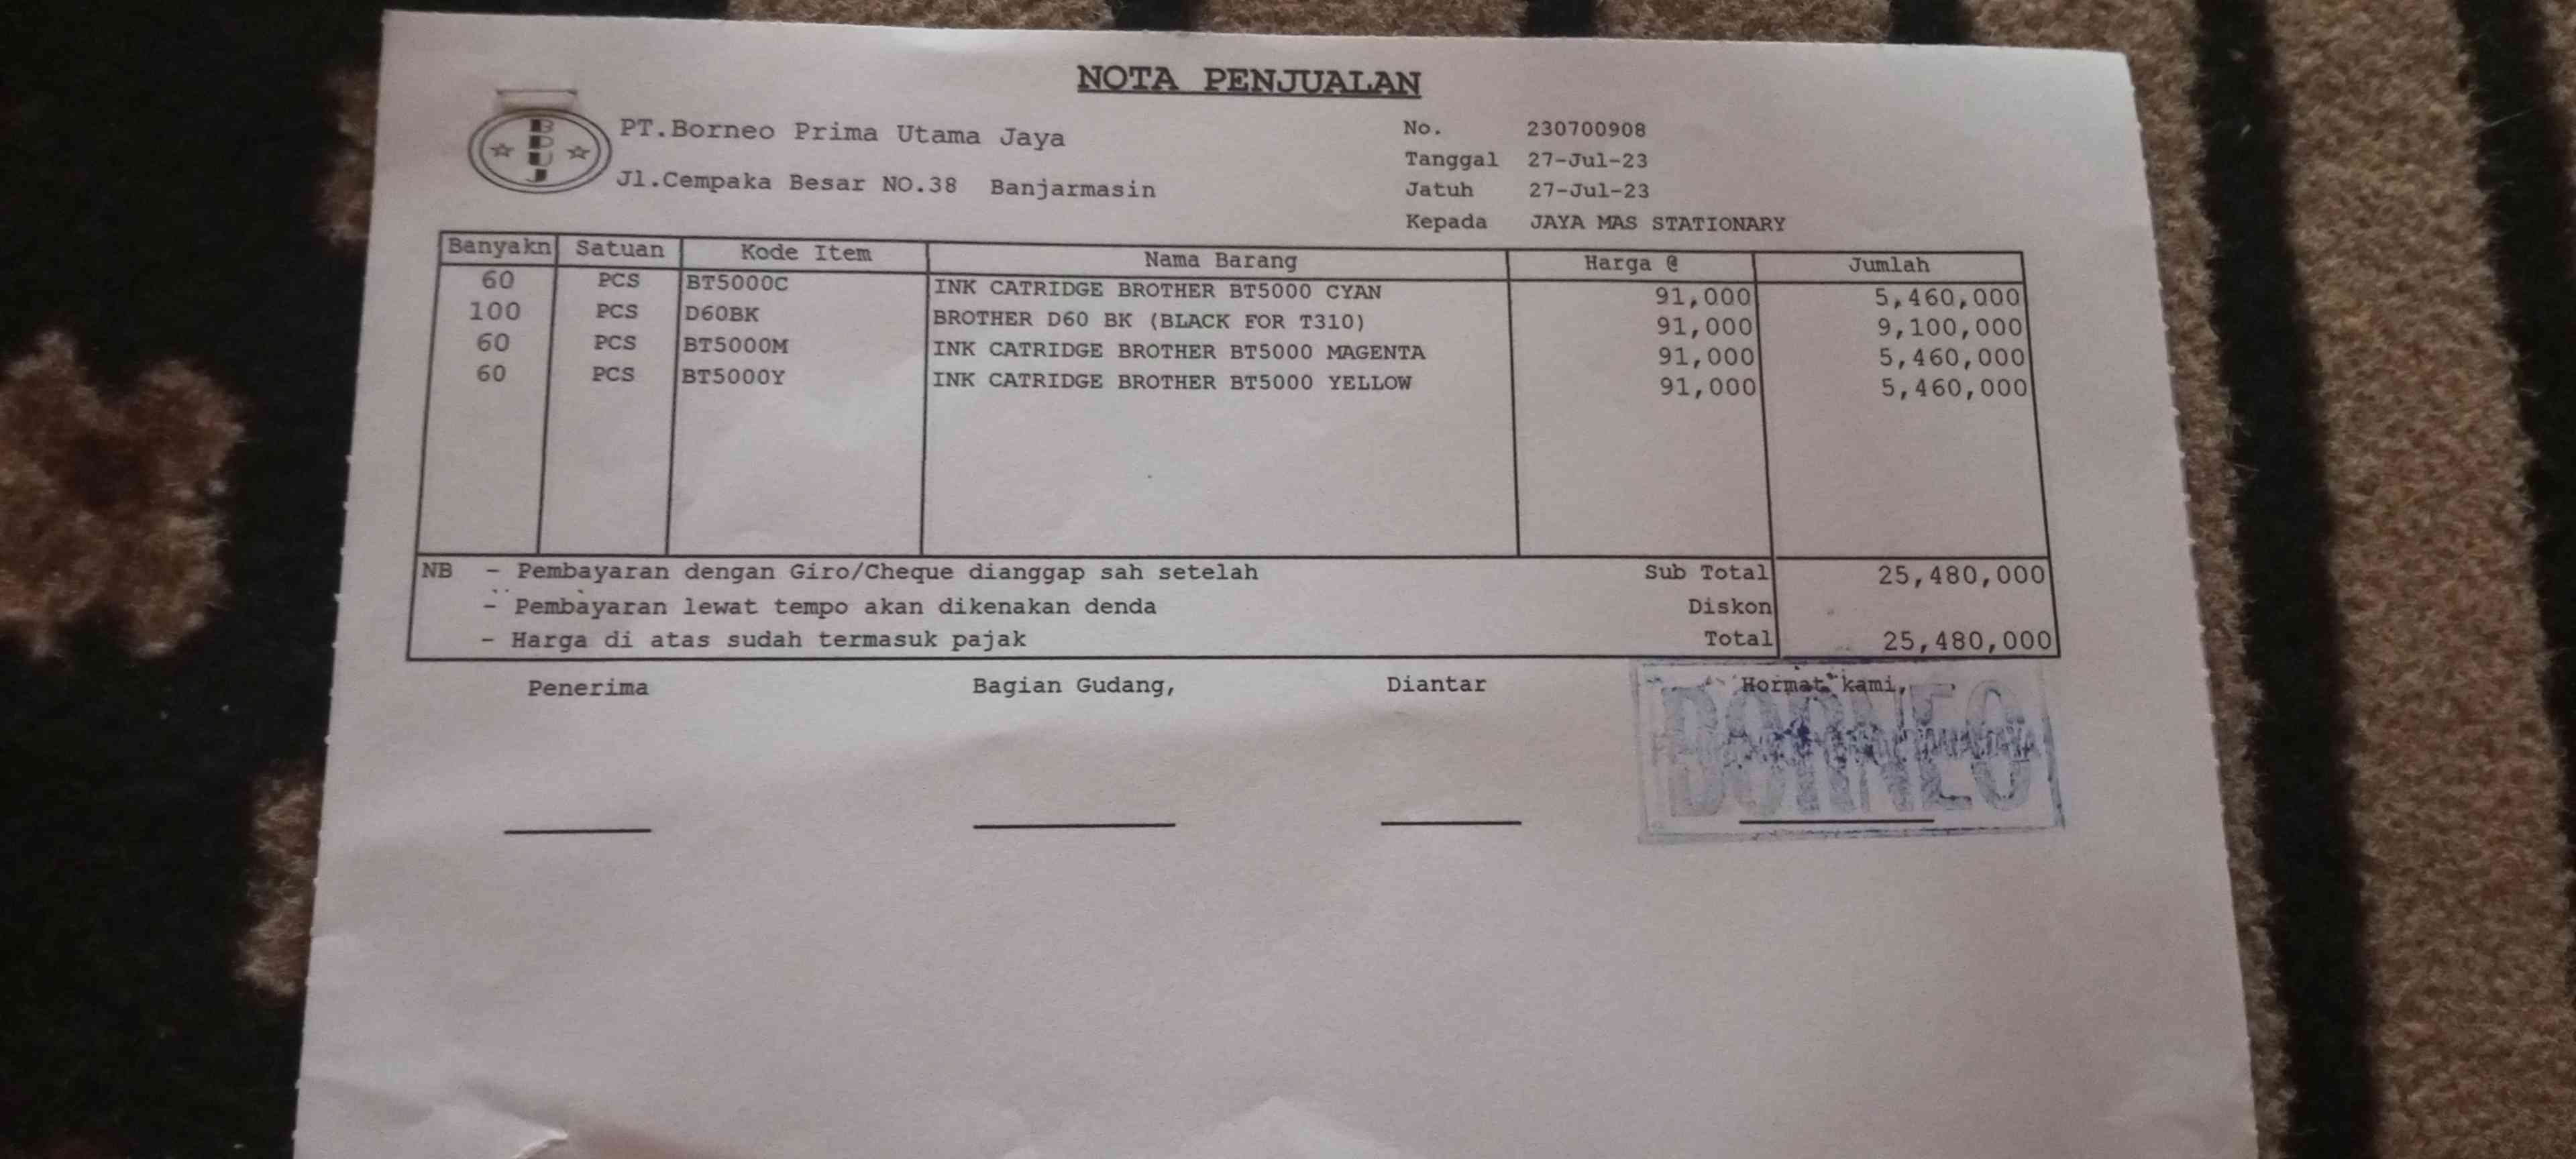 NOTA PENJUALAN
B
P
U
J
PT.Borneo Prima Utama Jaya
Jl.Cempaka Besar NO.38 Banjarmasin
No. 230700908
Tanggal 27-Jul-23
Jatuh 27-Jul-23
Kepada JAYA MAS STATIONARY
Banyakn Satuan Kode Item Nama Barang Harga @ Jumlah
60 PCS BT5000C INK CATRIDGE BROTHER BT5000 CYAN 91,000 5,460,000
100 PCS D60BK BROTHER D60 BK (BLACK FOR T310) 91,000 9,100,000
60 PCS BT5000M INK CATRIDGE BROTHER BT5000 MAGENTA 91,000 5,460,000
60 PCS BT5000Y INK CATRIDGE BROTHER BT5000 YELLOW 91,000 5,460,000
NB - Pembayaran dengan Giro/Cheque dianggap sah setelah Sub Total 25,480,000
- Pembayaran lewat tempo akan dikenakan denda Diskon
- Harga di atas sudah termasuk pajak Total 25,480,000
Penerima Bagian Gudang, Diantar Hormat kami,
BORNEO